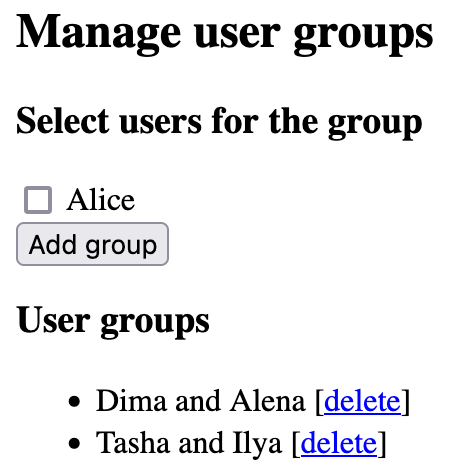 Manage user groups
Select users for the group
Alice
Add group
User groups
Dima and Alena [delete]
Tasha and Ilya [delete]